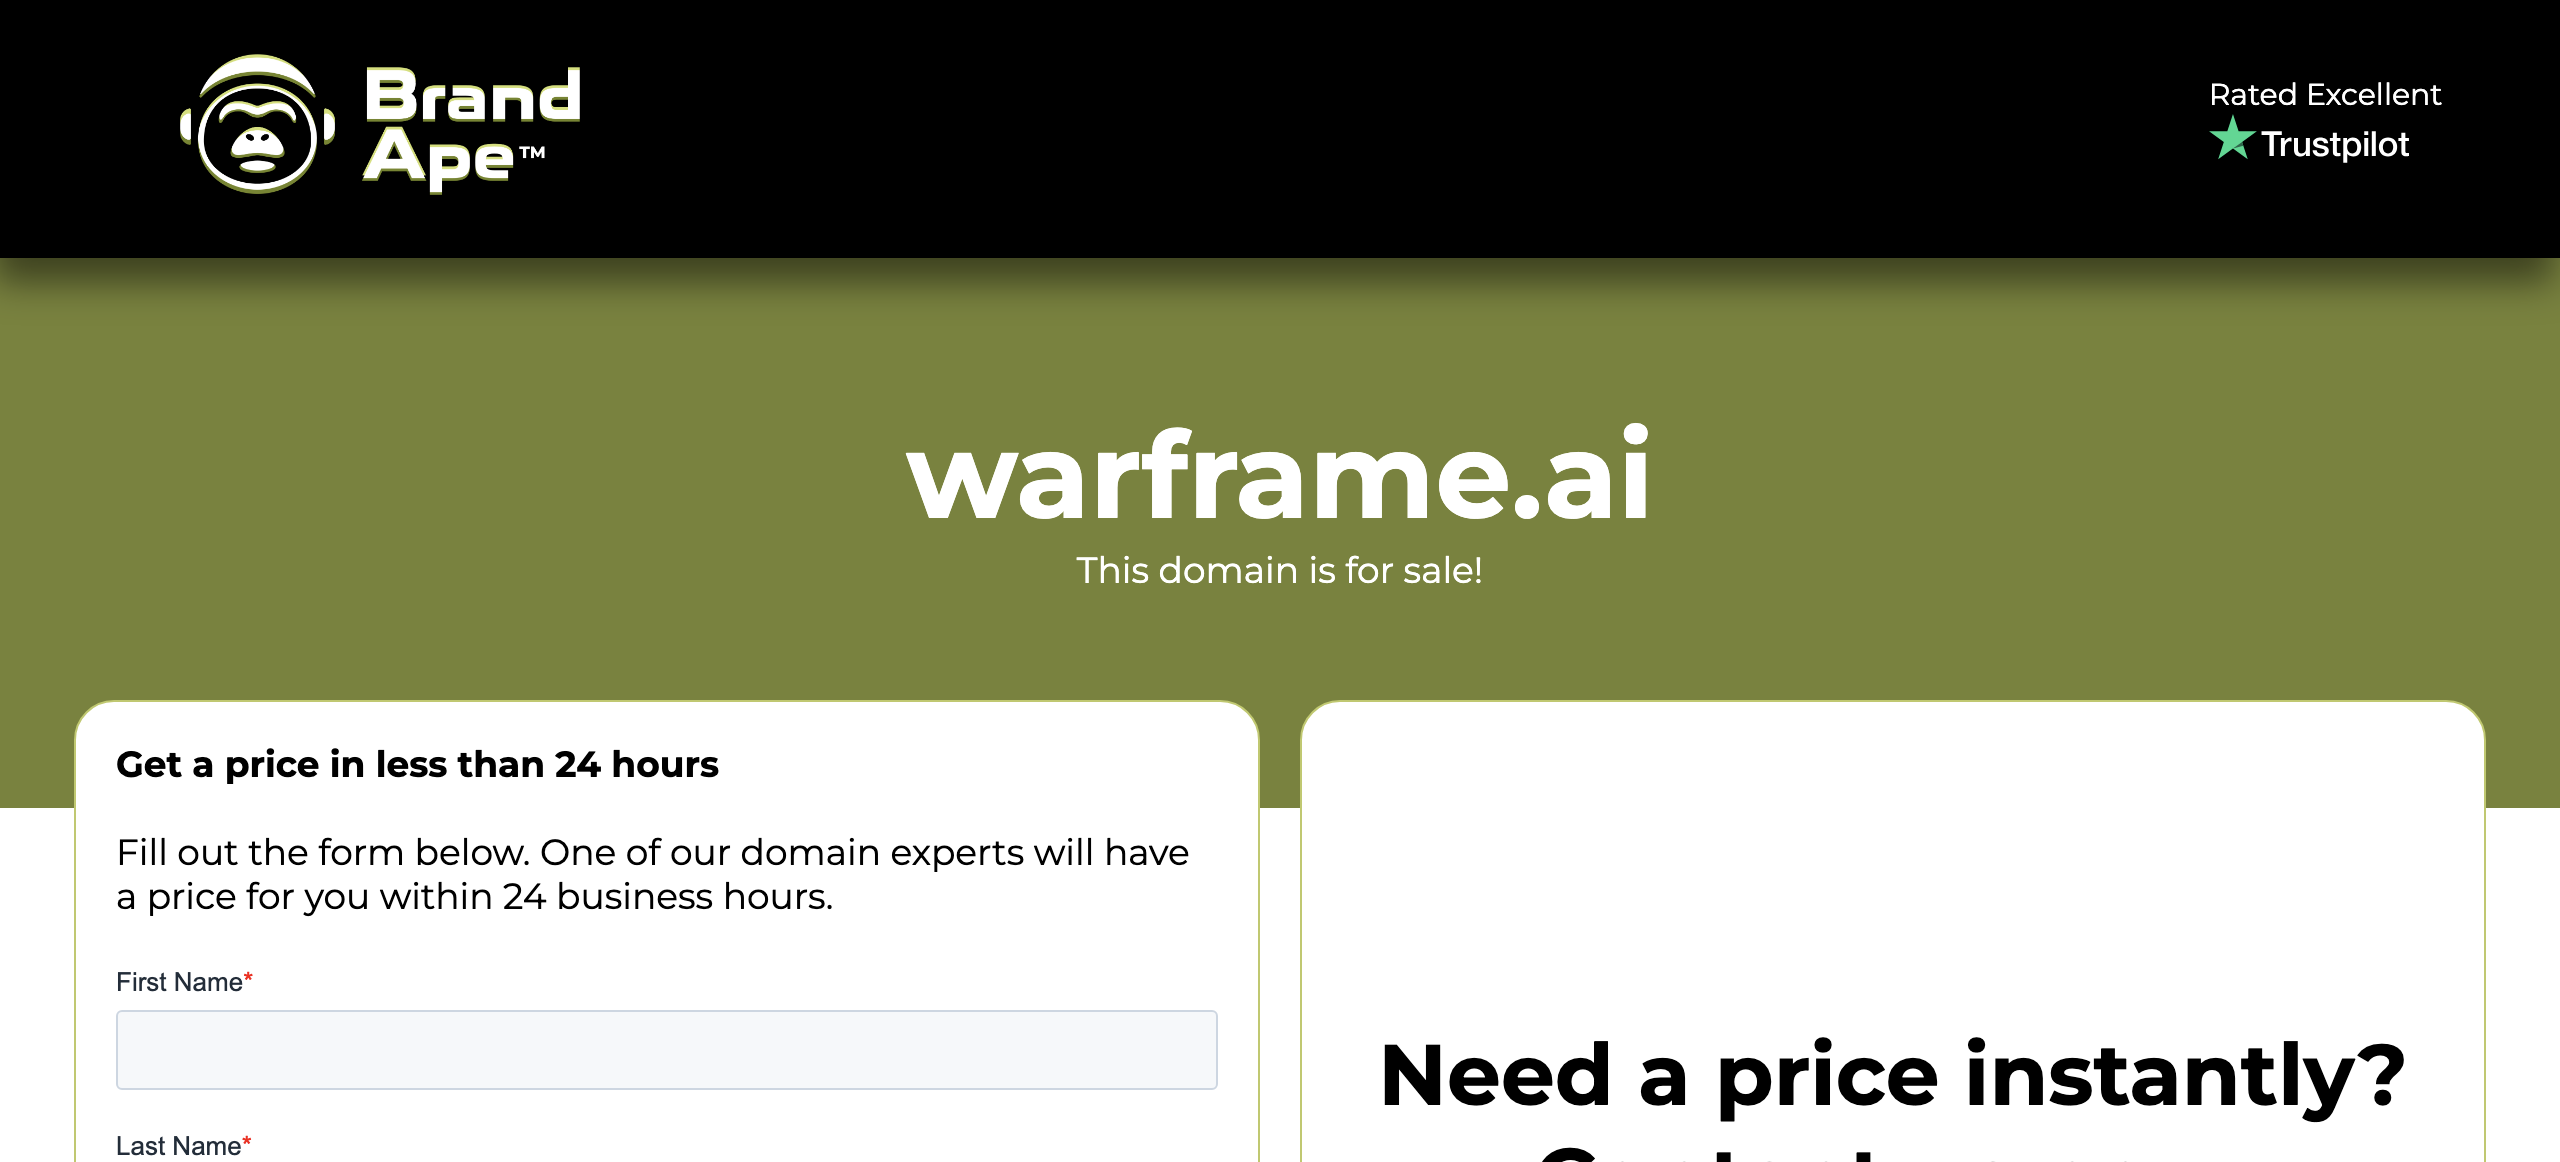 Brand
Ape™
Rated Excellent
Trustpilot
warframe.ai
This domain is for sale!
Get a price in less than 24 hours
Fill out the form below. One of our domain experts will have
a price for you within 24 business hours.
First Name*
Last Name*
Need a price instantly?